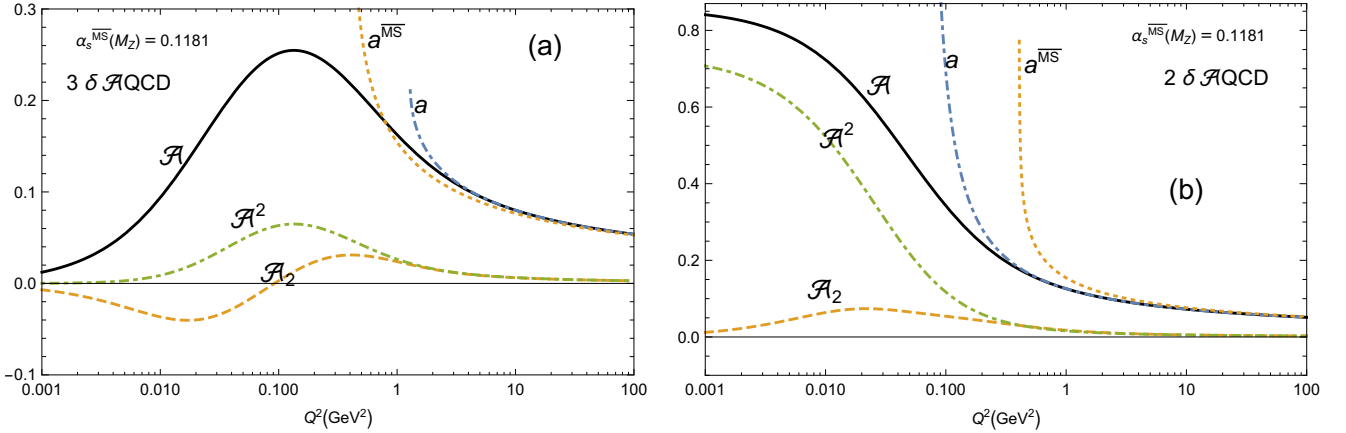 0.3
0.2
0.1
0.0
−0.1
0.001
0.010
0.100
1
10
100
Q²(GeV²)
α_s^{\overline{MS}}(M_Z) = 0.1181
3 δ 𝒜QCD
(a)
a^{\overline{MS}}
a
𝒜
𝒜²
𝒜₂
0.8
0.6
0.4
0.2
0.0
0.001
0.010
0.100
1
10
100
Q²(GeV²)
α_s^{\overline{MS}}(M_Z) = 0.1181
2 δ 𝒜QCD
(b)
a
a^{\overline{MS}}
𝒜
𝒜²
𝒜₂